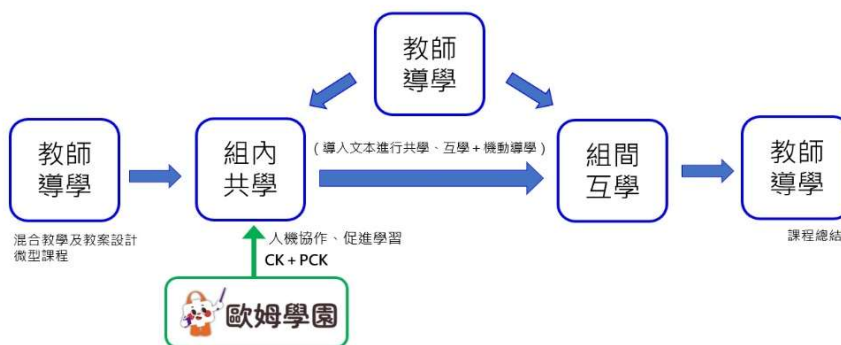 教師
導學
教師
導學
組內
共學
(導入文本進行共學、互學+機動導學)
組間
互學
教師
導學
混合教學及教案設計
微型課程
人機協作、促進學習
CK + PCK
課程總結
歐姆學園